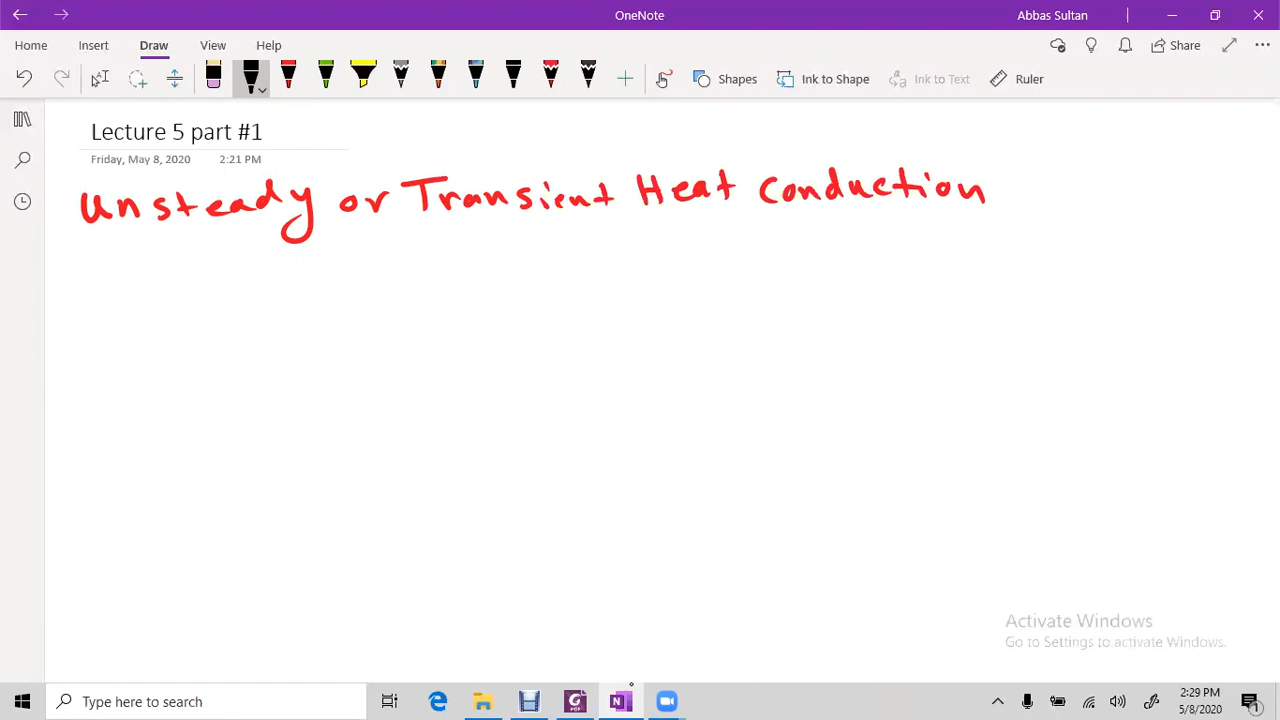 OneNote
Abbas Sultan
Home Insert Draw View Help
Share
Shapes
Ink to Shape
Ink to Text
Ruler
Lecture 5 part #1
Friday, May 8, 2020 2:21 PM
Unsteady or Transient Heat Conduction
Activate Windows
Go to Settings to activate Windows.
Type here to search
2:29 PM
5/8/2020